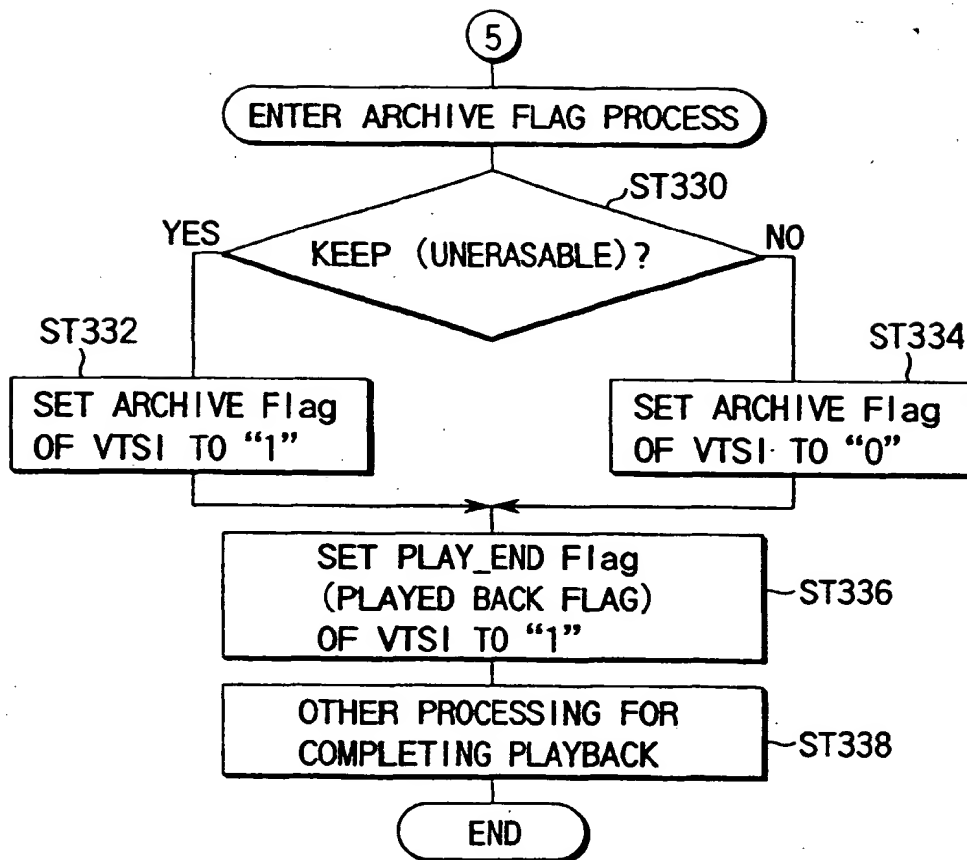 5
ENTER ARCHIVE FLAG PROCESS
ST330
YES
KEEP (UNERASABLE)?
NO
ST332
ST334
SET ARCHIVE Flag
OF VTSI TO “1”
SET ARCHIVE Flag
OF VTSI TO “0”
SET PLAY_END Flag
(PLAYED BACK FLAG)
OF VTSI TO “1”
ST336
OTHER PROCESSING FOR
COMPLETING PLAYBACK
ST338
END